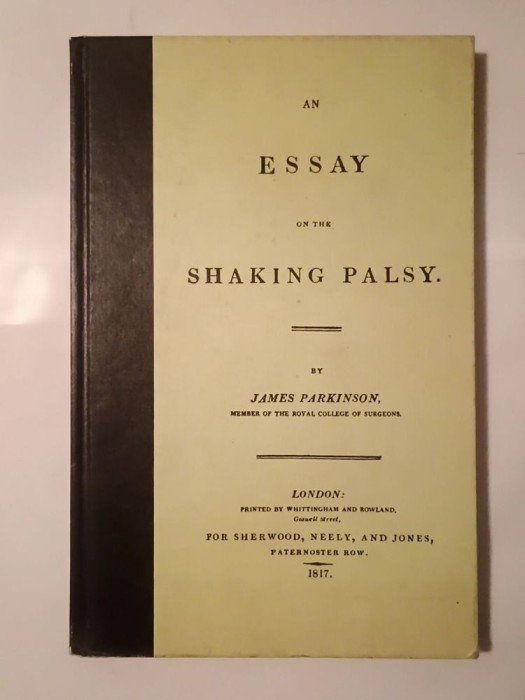 AN
ESSAY
ON THE
SHAKING PALSY.
BY
JAMES PARKINSON,
MEMBER OF THE ROYAL COLLEGE OF SURGEONS.
LONDON:
PRINTED BY WHITTINGHAM AND ROWLAND,
Goswell Street,
FOR SHERWOOD, NEELY, AND JONES,
PATERNOSTER ROW.
1817.